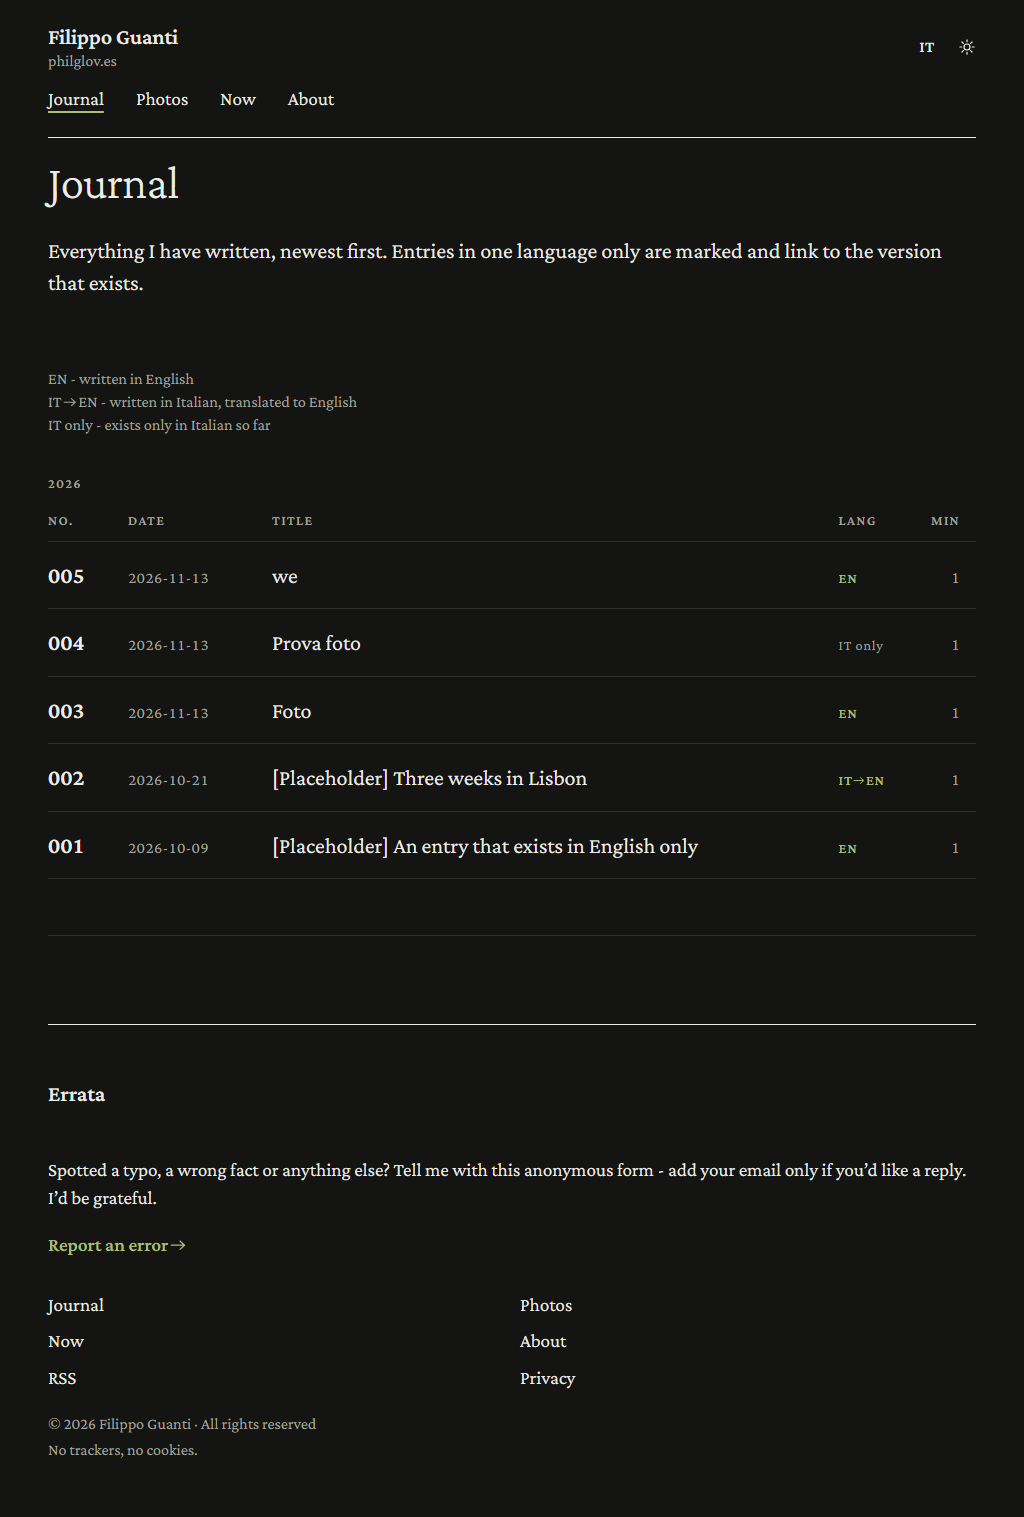 Filippo Guanti
philglov.es
IT
Journal Photos Now About
Journal
Everything I have written, newest first. Entries in one language only are marked and link to the version
that exists.
EN - written in English
IT→EN - written in Italian, translated to English
IT only - exists only in Italian so far
2026
NO. DATE TITLE LANG MIN
005 2026-11-13 we EN 1
004 2026-11-13 Prova foto IT only 1
003 2026-11-13 Foto EN 1
002 2026-10-21 [Placeholder] Three weeks in Lisbon IT→EN 1
001 2026-10-09 [Placeholder] An entry that exists in English only EN 1
Errata
Spotted a typo, a wrong fact or anything else? Tell me with this anonymous form - add your email only if you’d like a reply.
I’d be grateful.
Report an error→
Journal Photos
Now About
RSS Privacy
© 2026 Filippo Guanti · All rights reserved
No trackers, no cookies.